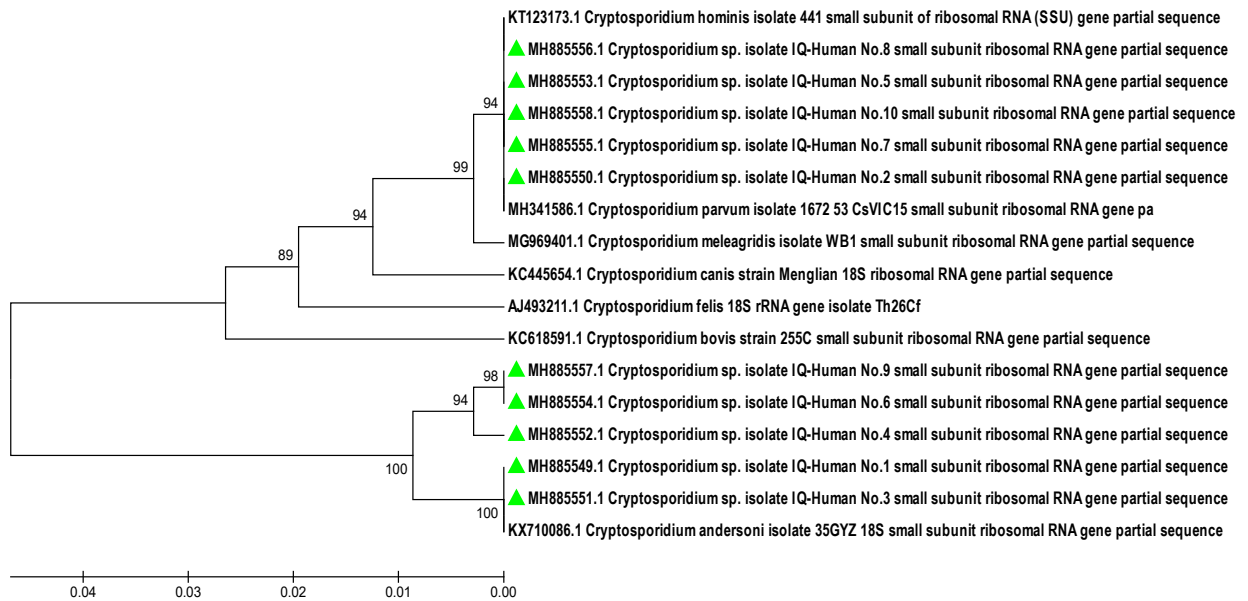 KT123173.1 Cryptosporidium hominis isolate 441 small subunit of ribosomal RNA (SSU) gene partial sequence
MH885556.1 Cryptosporidium sp. isolate IQ-Human No.8 small subunit ribosomal RNA gene partial sequence
MH885553.1 Cryptosporidium sp. isolate IQ-Human No.5 small subunit ribosomal RNA gene partial sequence
94
MH885558.1 Cryptosporidium sp. isolate IQ-Human No.10 small subunit ribosomal RNA gene partial sequence
MH885555.1 Cryptosporidium sp. isolate IQ-Human No.7 small subunit ribosomal RNA gene partial sequence
99
MH885550.1 Cryptosporidium sp. isolate IQ-Human No.2 small subunit ribosomal RNA gene partial sequence
MH341586.1 Cryptosporidium parvum isolate 1672 53 CsVIC15 small subunit ribosomal RNA gene pa
94
MG969401.1 Cryptosporidium meleagridis isolate WB1 small subunit ribosomal RNA gene partial sequence
89
KC445654.1 Cryptosporidium canis strain Menglian 18S ribosomal RNA gene partial sequence
AJ493211.1 Cryptosporidium felis 18S rRNA gene isolate Th26Cf
KC618591.1 Cryptosporidium bovis strain 255C small subunit ribosomal RNA gene partial sequence
MH885557.1 Cryptosporidium sp. isolate IQ-Human No.9 small subunit ribosomal RNA gene partial sequence
98
MH885554.1 Cryptosporidium sp. isolate IQ-Human No.6 small subunit ribosomal RNA gene partial sequence
94
MH885552.1 Cryptosporidium sp. isolate IQ-Human No.4 small subunit ribosomal RNA gene partial sequence
100
MH885549.1 Cryptosporidium sp. isolate IQ-Human No.1 small subunit ribosomal RNA gene partial sequence
MH885551.1 Cryptosporidium sp. isolate IQ-Human No.3 small subunit ribosomal RNA gene partial sequence
100
KX710086.1 Cryptosporidium andersoni isolate 35GYZ 18S small subunit ribosomal RNA gene partial sequence
0.04 0.03 0.02 0.01 0.00